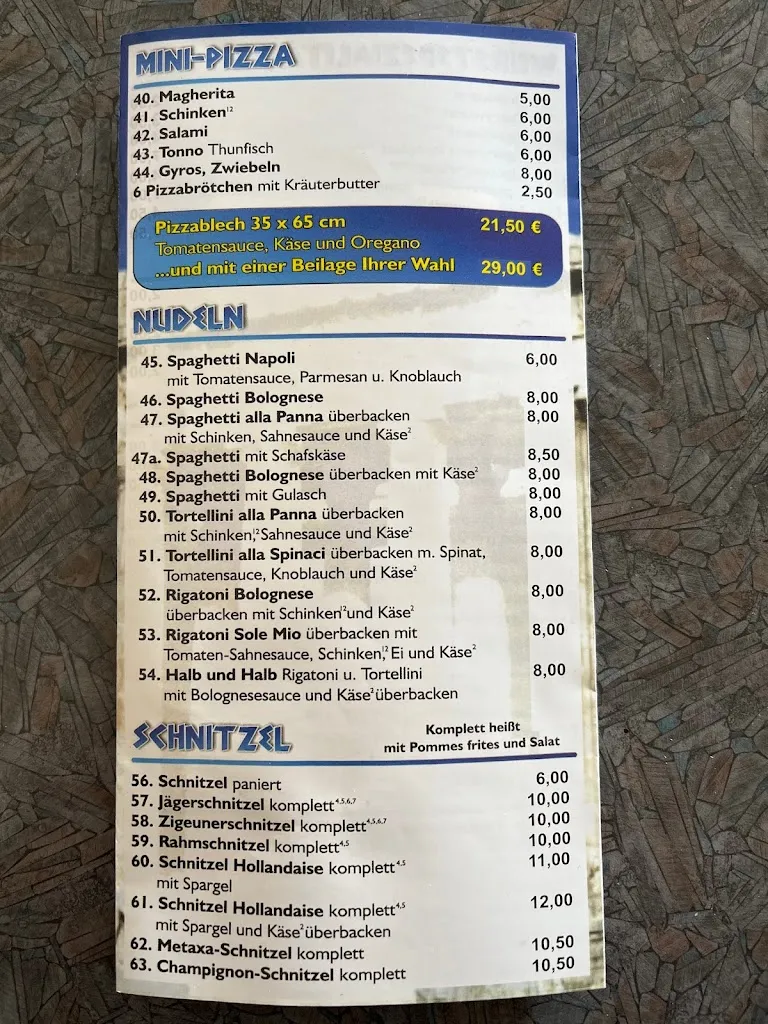 MINI-PIZZA
40. Magherita 5,00
41. Schinken¹² 6,00
42. Salami 6,00
43. Tonno Thunfisch 6,00
44. Gyros, Zwiebeln 8,00
6 Pizzabrötchen mit Kräuterbutter 2,50
Pizzablech 35 x 65 cm 21,50 €
Tomatensauce, Käse und Oregano
...und mit einer Beilage Ihrer Wahl 29,00 €
NUDELN
45. Spaghetti Napoli 6,00
mit Tomatensauce, Parmesan u. Knoblauch
46. Spaghetti Bolognese 8,00
47. Spaghetti alla Panna überbacken 8,00
mit Schinken, Sahnesauce und Käse²
47a. Spaghetti mit Schafskäse 8,50
48. Spaghetti Bolognese überbacken mit Käse² 8,00
49. Spaghetti mit Gulasch 8,00
50. Tortellini alla Panna überbacken 8,00
mit Schinken,¹² Sahnesauce und Käse²
51. Tortellini alla Spinaci überbacken m. Spinat, 8,00
Tomatensauce, Knoblauch und Käse²
52. Rigatoni Bolognese 8,00
überbacken mit Schinken¹² und Käse²
53. Rigatoni Sole Mio überbacken mit 8,00
Tomaten-Sahnesauce, Schinken,¹² Ei und Käse²
54. Halb und Halb Rigatoni u. Tortellini 8,00
mit Bolognesesauce und Käse² überbacken
SCHNITZEL
Komplett heißt
mit Pommes frites und Salat
56. Schnitzel paniert 6,00
57. Jägerschnitzel komplett⁴·⁵·⁶·⁷ 10,00
58. Zigeunerschnitzel komplett⁴·⁵·⁶·⁷ 10,00
59. Rahmschnitzel komplett⁴·⁵ 10,00
60. Schnitzel Hollandaise komplett⁴·⁵ 11,00
mit Spargel
61. Schnitzel Hollandaise komplett⁴·⁵ 12,00
mit Spargel und Käse² überbacken
62. Metaxa-Schnitzel komplett 10,50
63. Champignon-Schnitzel komplett 10,50